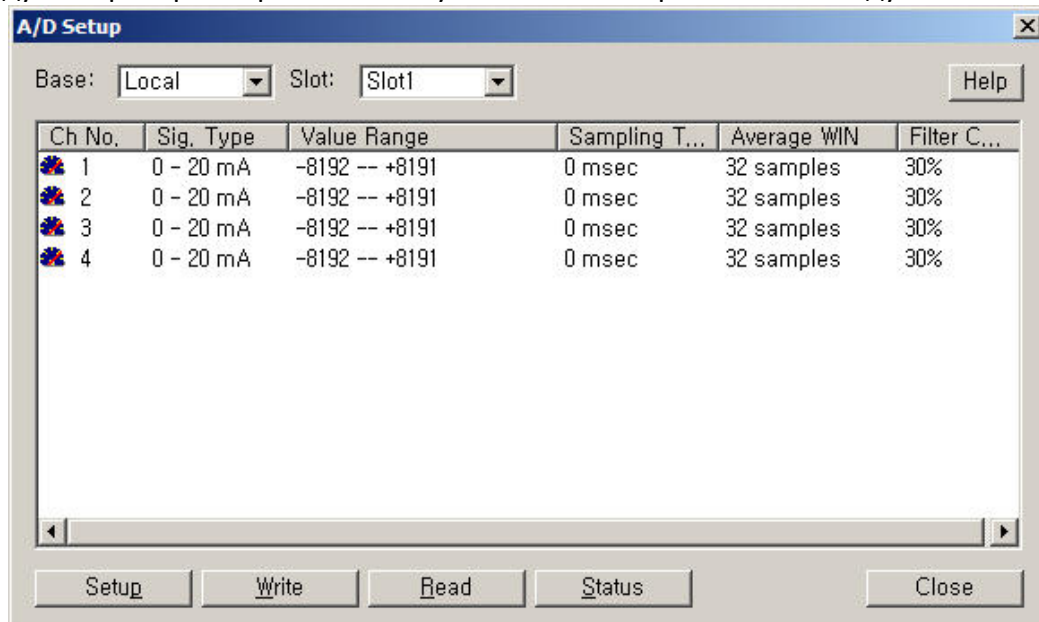 A/D Setup
Base: Local Slot: Slot1 Help
Ch No, Sig, Type Value Range Sampling T... Average WIN Filter C...
1 0 - 20 mA -8192 -- +8191 0 msec 32 samples 30%
2 0 - 20 mA -8192 -- +8191 0 msec 32 samples 30%
3 0 - 20 mA -8192 -- +8191 0 msec 32 samples 30%
4 0 - 20 mA -8192 -- +8191 0 msec 32 samples 30%
Setup Write Read Status Close